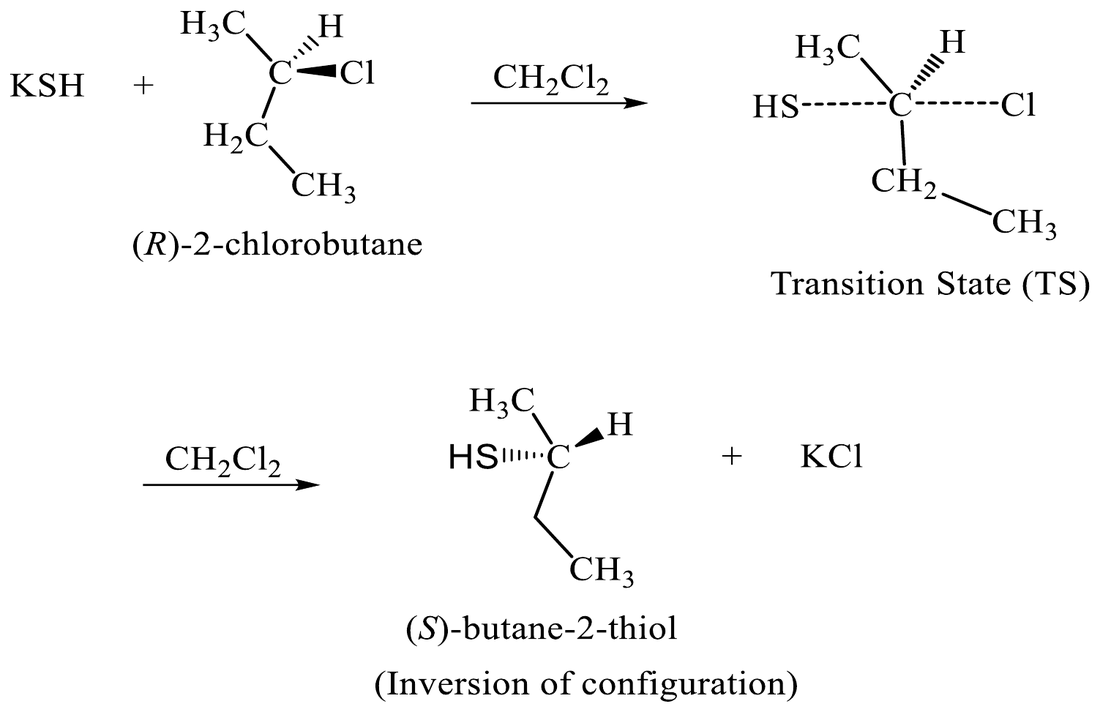 KSH + H₃C C H Cl H₂C CH₃ CH₂Cl₂ H₃C H HS C Cl CH₂ CH₃
(R)-2-chlorobutane
Transition State (TS)
CH₂Cl₂ H₃C H HS C CH₃ + KCl
(S)-butane-2-thiol
(Inversion of configuration)